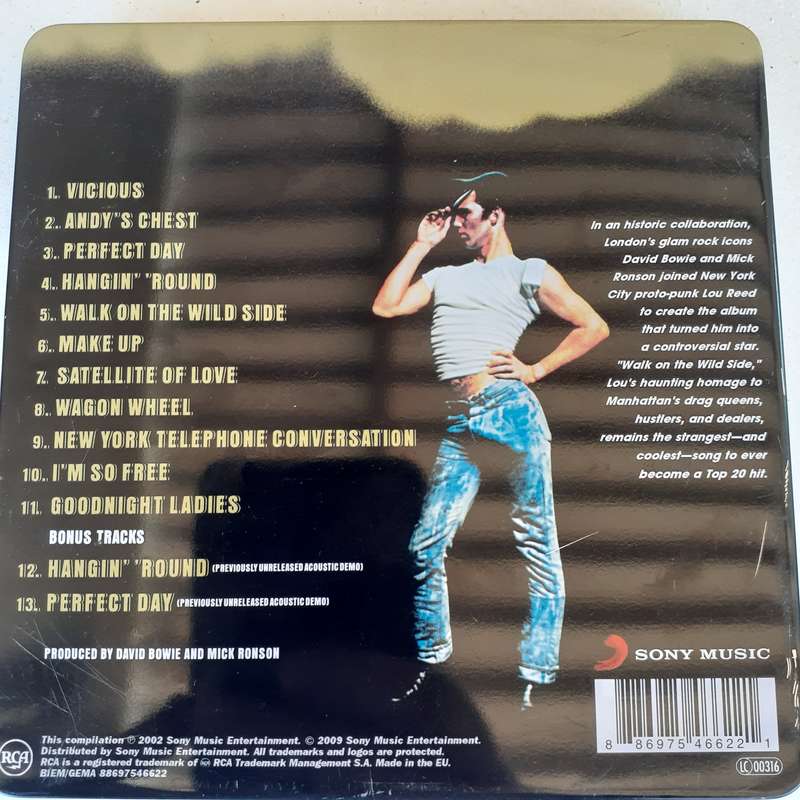 1. VICIOUS
2. ANDY"S CHEST
3. PERFECT DAY
4. HANGIN" "ROUND
5. WALK ON THE WILD SIDE
6. MAKE UP
7. SATELLITE OF LOVE
8. WAGON WHEEL
9. NEW YORK TELEPHONE CONVERSATION
10. I'M SO FREE
11. GOODNIGHT LADIES
BONUS TRACKS
12. HANGIN" "ROUND (PREVIOUSLY UNRELEASED ACOUSTIC DEMO)
13. PERFECT DAY (PREVIOUSLY UNRELEASED ACOUSTIC DEMO)
PRODUCED BY DAVID BOWIE AND MICK RONSON
In an historic collaboration,
London's glam rock icons
David Bowie and Mick
Ronson joined New York
City proto-punk Lou Reed
to create the album
that turned him into
a controversial star.
"Walk on the Wild Side,"
Lou's haunting homage to
Manhattan's drag queens,
hustlers, and dealers,
remains the strangest—and
coolest—song to ever
become a Top 20 hit.
SONY MUSIC
8 86975 46622 1
LC 00316
RCA
This compilation ℗ 2002 Sony Music Entertainment. © 2009 Sony Music Entertainment.
Distributed by Sony Music Entertainment. All trademarks and logos are protected.
RCA is a registered trademark of RCA Trademark Management S.A. Made in the EU.
BIEM/GEMA 88697546622